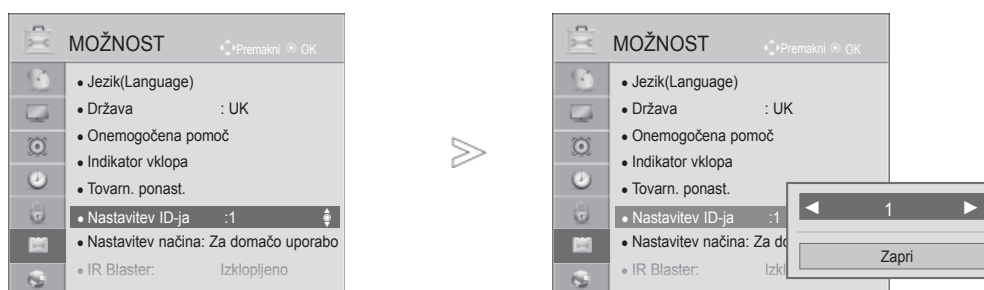 MOŽNOST Premakni OK
• Jezik(Language)
• Država : UK
• Onemogočena pomoč
• Indikator vklopa
• Tovarn. ponast.
• Nastavitev ID-ja :1
• Nastavitev načina: Za domačo uporabo
• IR Blaster: Izklopljeno
MOŽNOST Premakni OK
• Jezik(Language)
• Država : UK
• Onemogočena pomoč
• Indikator vklopa
• Tovarn. ponast.
• Nastavitev ID-ja :1
• Nastavitev načina: Za do
• IR Blaster: Izkl
◄ 1 ►
Zapri